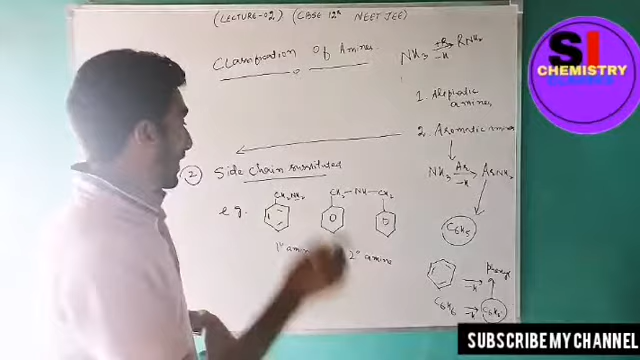 (LECTURE-02) (CBSE 12th NEET JEE)
Classification Of Amines.
NH3 +R → -H RNH2
1. Aliphatic
amines,
2. Aromatic amines
② Side chain substituted
NH3 Ar → -H ArNH2
e.g.
CH2NH2
CH2 — NH — CH2
C6H5
1° amine
2° amine
C6H6 → -H C6H5
SI
CHEMISTRY
SUBSCRIBE MY CHANNEL